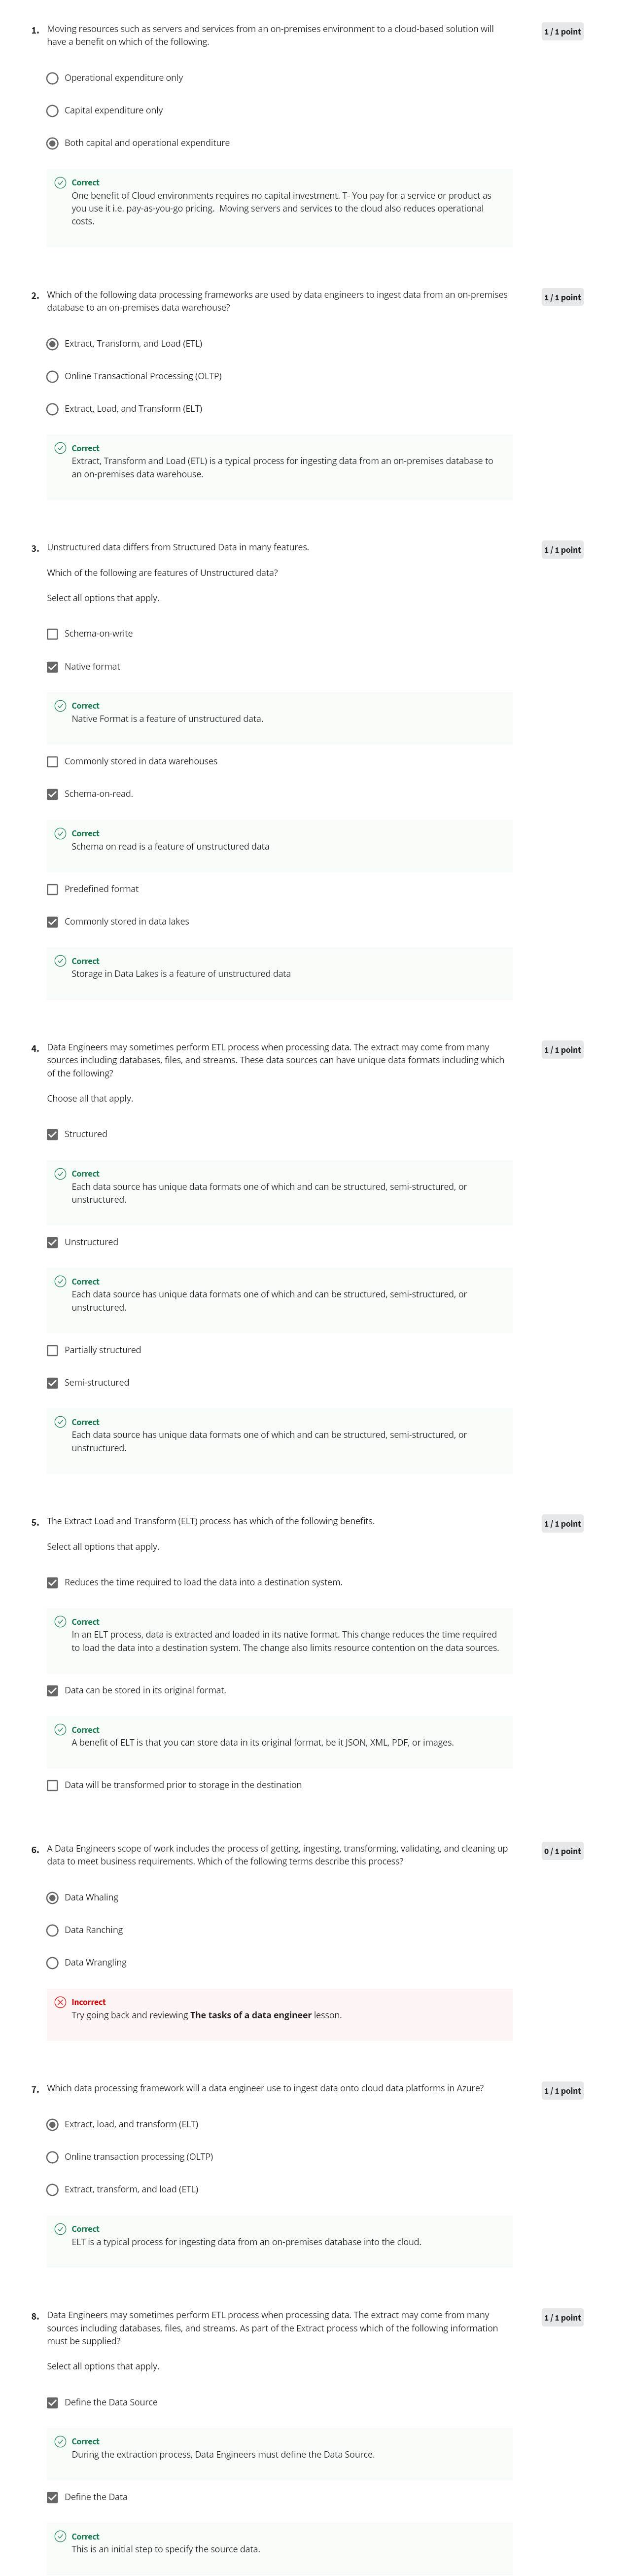 1. Moving resources such as servers and services from an on-premises environment to a cloud-based solution will
have a benefit on which of the following.
1 / 1 point
Operational expenditure only
Capital expenditure only
Both capital and operational expenditure
Correct
One benefit of Cloud environments requires no capital investment. T- You pay for a service or product as
you use it i.e. pay-as-you-go pricing. Moving servers and services to the cloud also reduces operational
costs.
2. Which of the following data processing frameworks are used by data engineers to ingest data from an on-premises
database to an on-premises data warehouse?
1 / 1 point
Extract, Transform, and Load (ETL)
Online Transactional Processing (OLTP)
Extract, Load, and Transform (ELT)
Correct
Extract, Transform and Load (ETL) is a typical process for ingesting data from an on-premises database to
an on-premises data warehouse.
3. Unstructured data differs from Structured Data in many features.
1 / 1 point
Which of the following are features of Unstructured data?
Select all options that apply.
Schema-on-write
Native format
Correct
Native Format is a feature of unstructured data.
Commonly stored in data warehouses
Schema-on-read.
Correct
Schema on read is a feature of unstructured data
Predefined format
Commonly stored in data lakes
Correct
Storage in Data Lakes is a feature of unstructured data
4. Data Engineers may sometimes perform ETL process when processing data. The extract may come from many
sources including databases, files, and streams. These data sources can have unique data formats including which
of the following?
1 / 1 point
Choose all that apply.
Structured
Correct
Each data source has unique data formats one of which and can be structured, semi-structured, or
unstructured.
Unstructured
Correct
Each data source has unique data formats one of which and can be structured, semi-structured, or
unstructured.
Partially structured
Semi-structured
Correct
Each data source has unique data formats one of which and can be structured, semi-structured, or
unstructured.
5. The Extract Load and Transform (ELT) process has which of the following benefits.
1 / 1 point
Select all options that apply.
Reduces the time required to load the data into a destination system.
Correct
In an ELT process, data is extracted and loaded in its native format. This change reduces the time required
to load the data into a destination system. The change also limits resource contention on the data sources.
Data can be stored in its original format.
Correct
A benefit of ELT is that you can store data in its original format, be it JSON, XML, PDF, or images.
Data will be transformed prior to storage in the destination
6. A Data Engineers scope of work includes the process of getting, ingesting, transforming, validating, and cleaning up
data to meet business requirements. Which of the following terms describe this process?
0 / 1 point
Data Whaling
Data Ranching
Data Wrangling
Incorrect
Try going back and reviewing The tasks of a data engineer lesson.
7. Which data processing framework will a data engineer use to ingest data onto cloud data platforms in Azure?
1 / 1 point
Extract, load, and transform (ELT)
Online transaction processing (OLTP)
Extract, transform, and load (ETL)
Correct
ELT is a typical process for ingesting data from an on-premises database into the cloud.
8. Data Engineers may sometimes perform ETL process when processing data. The extract may come from many
sources including databases, files, and streams. As part of the Extract process which of the following information
must be supplied?
1 / 1 point
Select all options that apply.
Define the Data Source
Correct
During the extraction process, Data Engineers must define the Data Source.
Define the Data
Correct
This is an initial step to specify the source data.